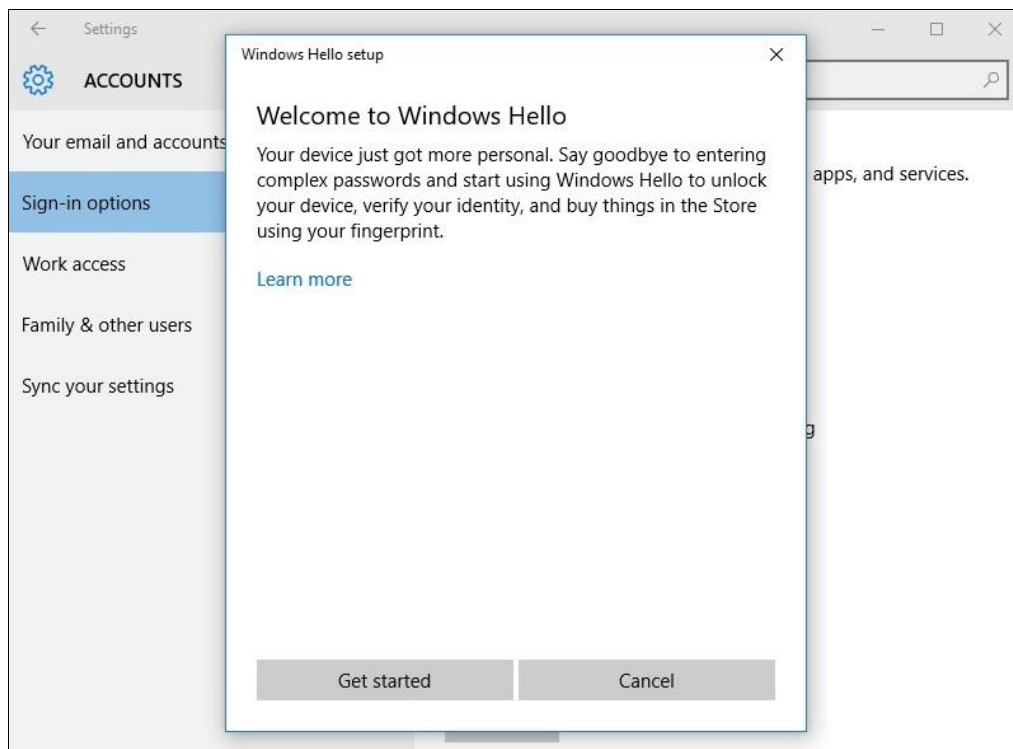 Settings
Windows Hello setup
ACCOUNTS
Welcome to Windows Hello
Your email and accounts
Your device just got more personal. Say goodbye to entering
complex passwords and start using Windows Hello to unlock
your device, verify your identity, and buy things in the Store
using your fingerprint.
apps, and services.
Sign-in options
Work access
Learn more
Family & other users
Sync your settings
g
Get started
Cancel